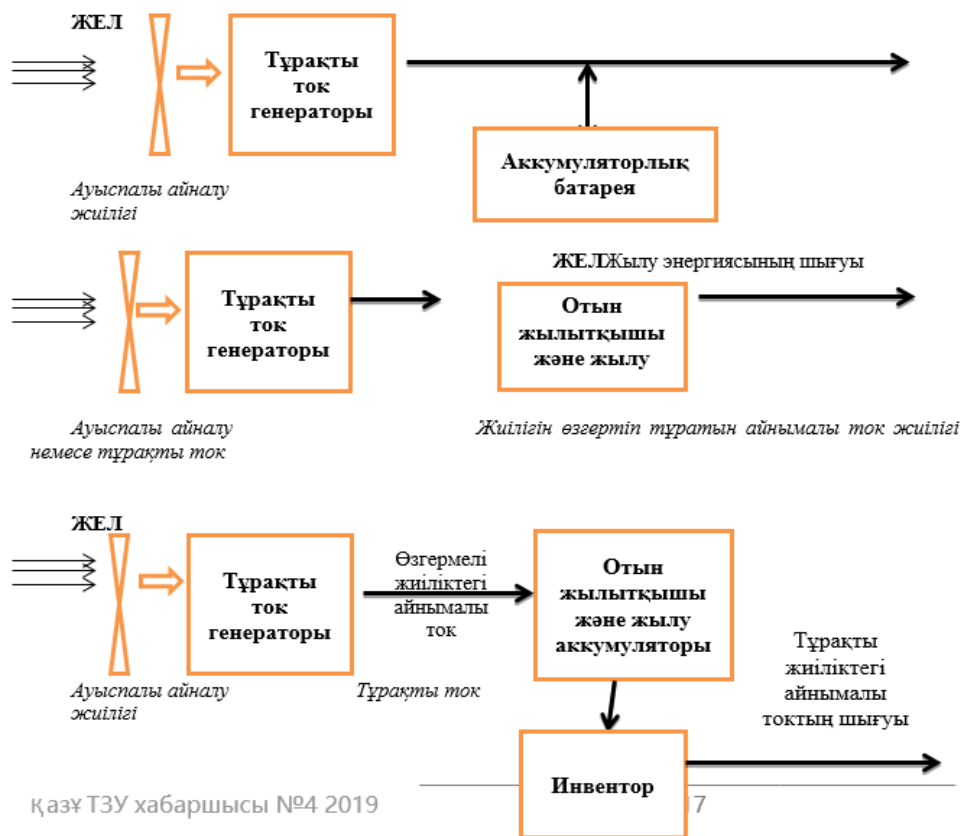 ЖЕЛ
Тұрақты
ток
генераторы
Аккумуляторлық
батарея
Ауыспалы айналу
жиілігі
ЖЕЛЖылу энергиясының шығуы
Тұрақты
ток
генераторы
Отын
жылытқышы
және жылу
Ауыспалы айналу
немесе тұрақты ток
Жиілігін өзгертіп тұратын айнымалы ток жиілігі
ЖЕЛ
Тұрақты
ток
генераторы
Өзгермелі
жиіліктегі
айнымалы
ток
Отын
жылытқышы
және жылу
аккумуляторы
Ауыспалы айналу
жиілігі
Тұрақты ток
Тұрақты
жиіліктегі
айнымалы
токтың шығуы
Инвентор
қазұТЗУ хабаршысы №4 2019